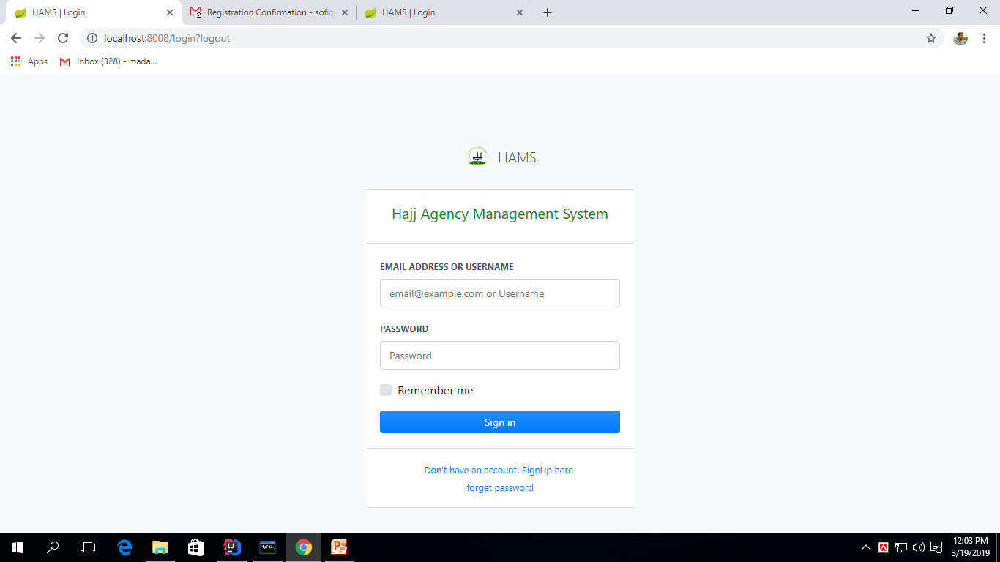 HAMS | Login
Registration Confirmation - sofiq
HAMS | Login
localhost:8008/login?logout
Apps
Inbox (328) - mada...
HAMS
Hajj Agency Management System
EMAIL ADDRESS OR USERNAME
email@example.com or Username
PASSWORD
Password
Remember me
Sign in
Don't have an account! SignUp here
forget password
12:03 PM
3/19/2019